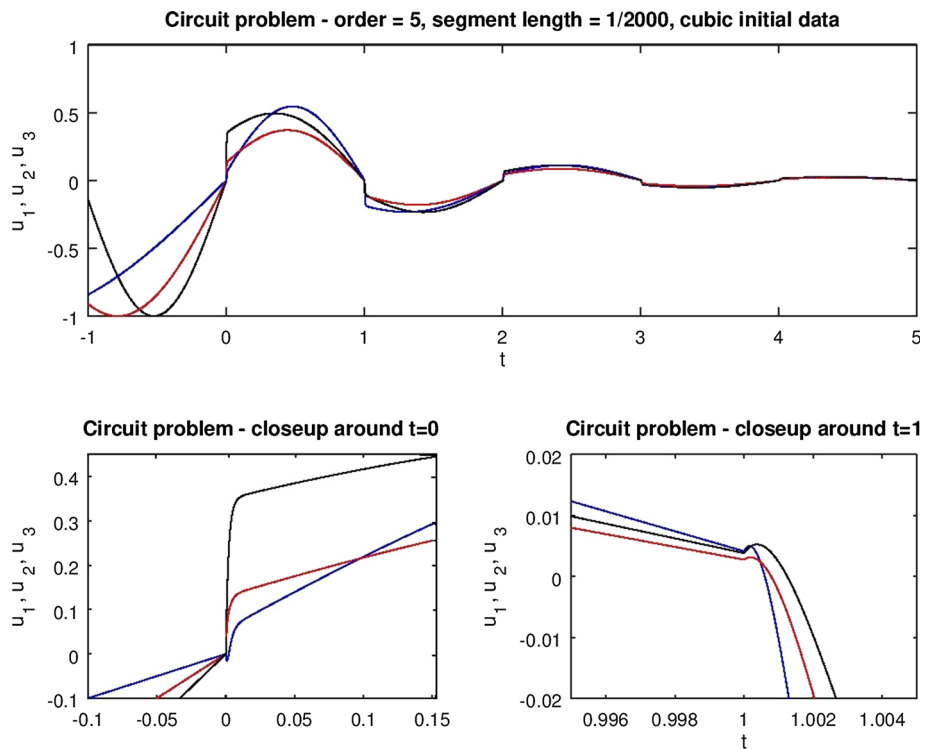 Circuit problem - order = 5, segment length = 1/2000, cubic initial data
1
0.5
0
-0.5
-1
u1, u2, u3
-1 0 1 2 3 4 5
t
Circuit problem - closeup around t=0
0.4
0.3
0.2
0.1
0
-0.1
u1, u2, u3
-0.1 -0.05 0 0.05 0.1 0.15
Circuit problem - closeup around t=1
0.02
0.01
0
-0.01
-0.02
u1, u2, u3
0.996 0.998 1 1.002 1.004
t